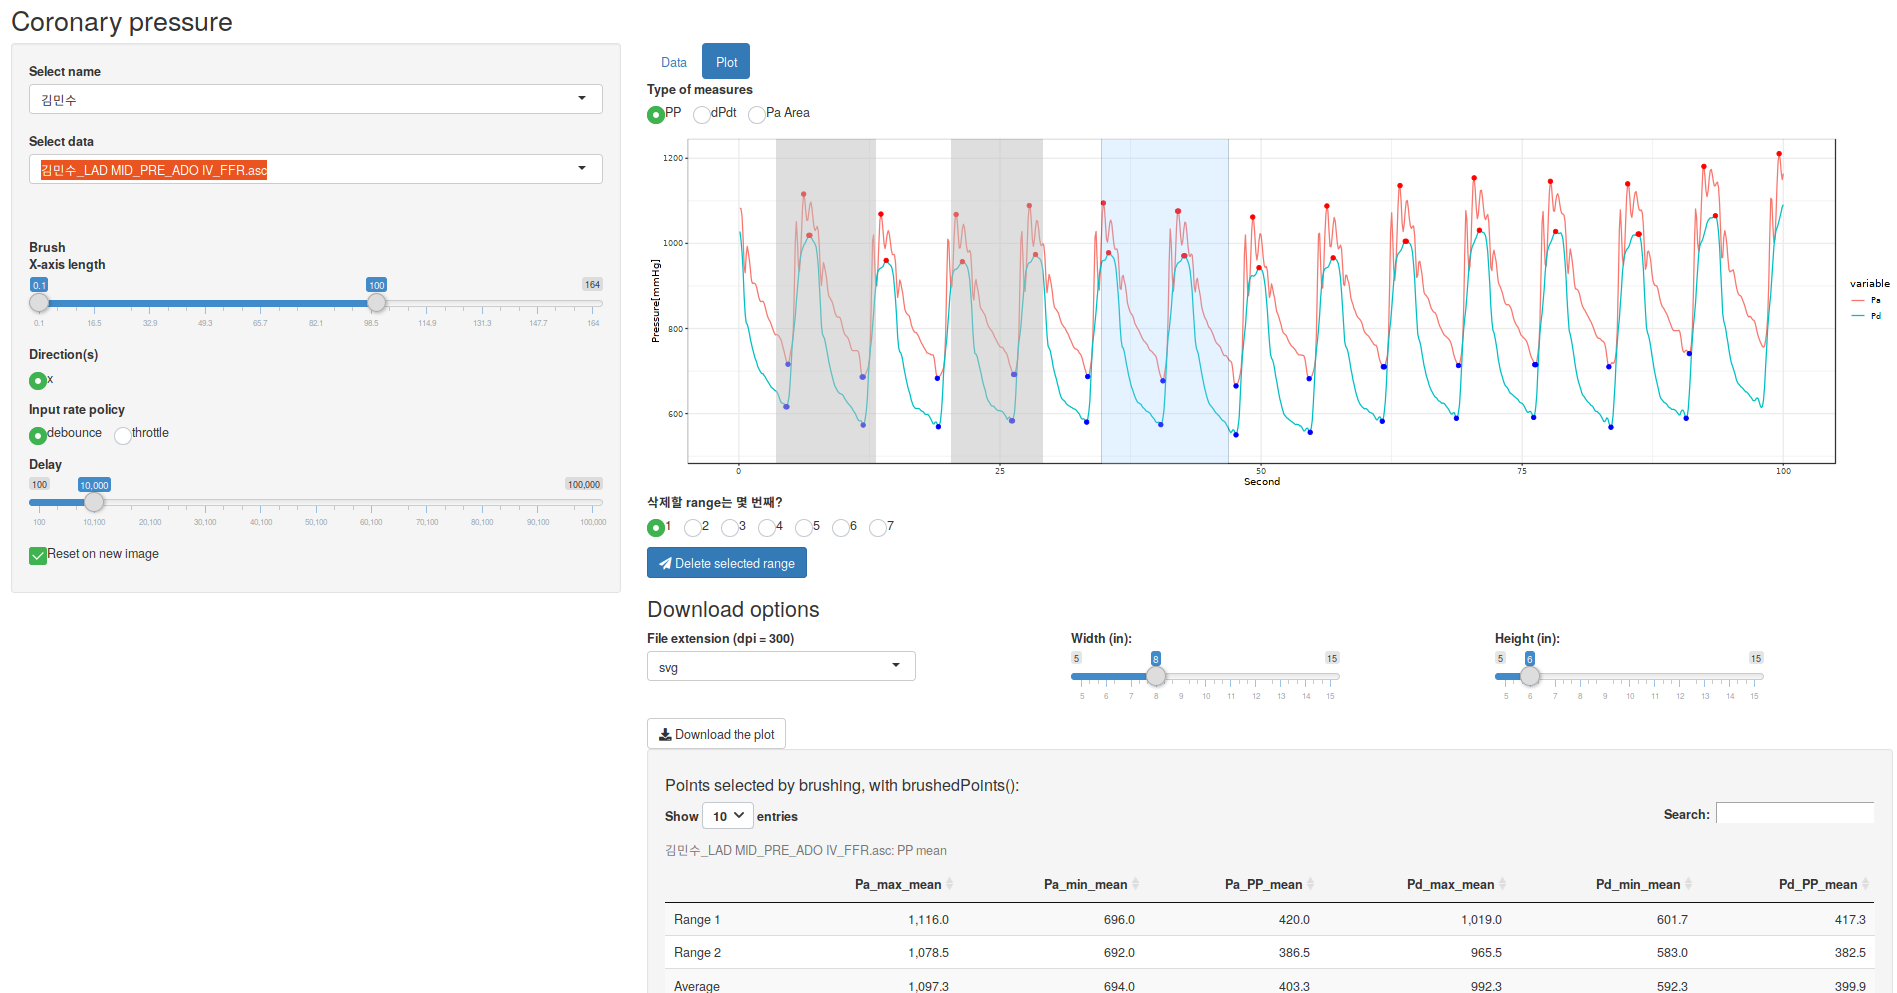 Coronary pressure
Select name
김민수
Select data
김민수_LAD MID_PRE_ADO IV_FFR.asc
Brush
X-axis length
0.1 100 164
0.1 16.5 32.9 49.3 65.7 82.1 98.5 114.9 131.3 147.7 164
Direction(s)
x
Input rate policy
debounce throttle
Delay
100 10,000 100,000
100 10,100 20,100 30,100 40,100 50,100 60,100 70,100 80,100 90,100 100,000
Reset on new image
Data Plot
Type of measures
PP dPdt Pa Area
1200
1000
800
600
Pressure[mmHg]
0 25 50 75 100
Second
variable
Pa
Pd
삭제할 range는 몇 번째?
1 2 3 4 5 6 7
Delete selected range
Download options
File extension (dpi = 300)
svg
Width (in):
5 8 15
5 6 7 8 9 10 11 12 13 14 15
Height (in):
5 6 15
5 6 7 8 9 10 11 12 13 14 15
Download the plot
Points selected by brushing, with brushedPoints():
Show 10 entries
Search:
김민수_LAD MID_PRE_ADO IV_FFR.asc: PP mean
Pa_max_mean Pa_min_mean Pa_PP_mean Pd_max_mean Pd_min_mean Pd_PP_mean
Range 1 1,116.0 696.0 420.0 1,019.0 601.7 417.3
Range 2 1,078.5 692.0 386.5 965.5 583.0 382.5
Average 1,097.3 694.0 403.3 992.3 592.3 399.9